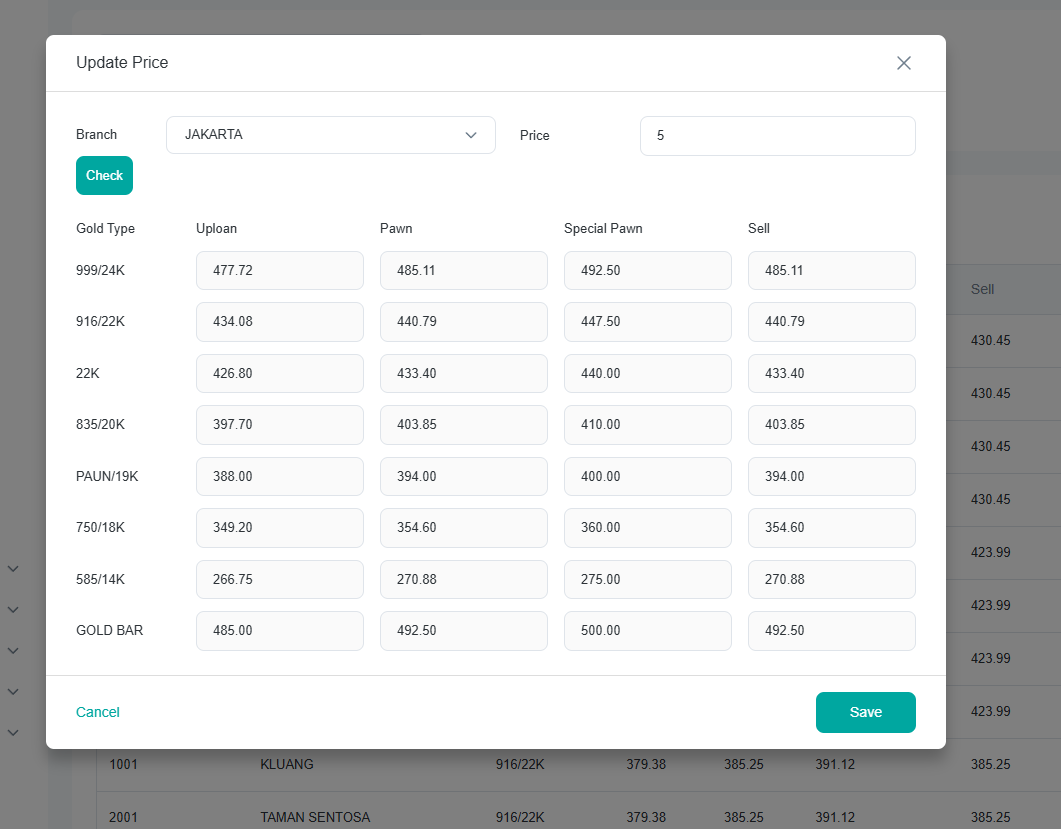 Update Price
Branch JAKARTA Price 5
Check
Gold Type Uploan Pawn Special Pawn Sell
999/24K 477.72 485.11 492.50 485.11
Sell
916/22K 434.08 440.79 447.50 440.79
430.45
22K 426.80 433.40 440.00 433.40
430.45
835/20K 397.70 403.85 410.00 403.85
430.45
PAUN/19K 388.00 394.00 400.00 394.00
430.45
750/18K 349.20 354.60 360.00 354.60
423.99
585/14K 266.75 270.88 275.00 270.88
423.99
GOLD BAR 485.00 492.50 500.00 492.50
423.99
Cancel Save
423.99
1001 KLUANG 916/22K 379.38 385.25 391.12 385.25
2001 TAMAN SENTOSA 916/22K 379.38 385.25 391.12 385.25